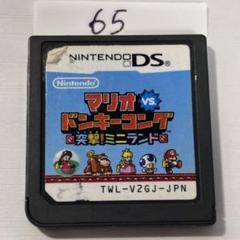 65
NINTENDO DS
Nintendo
マリオ vs.
ドンキーコング
突撃!ミニランド
TWL-V2GJ-JPN